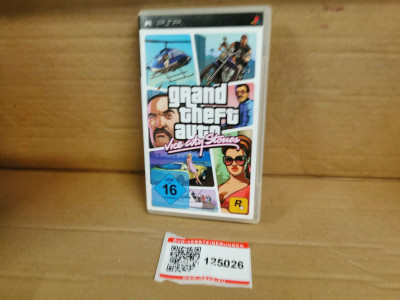 PSP
grand
theft
auto
Vice City Stories
16
R
125026